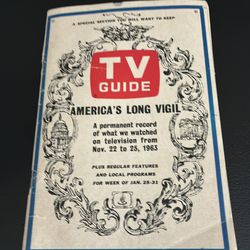 A SPECIAL SECTION YOU WILL WANT TO KEEP
TV
GUIDE
AMERICA'S LONG VIGIL
A permanent record
of what we watched
on television from
Nov. 22 to 25, 1963
PLUS REGULAR FEATURES
AND LOCAL PROGRAMS
FOR WEEK OF JAN. 25-31